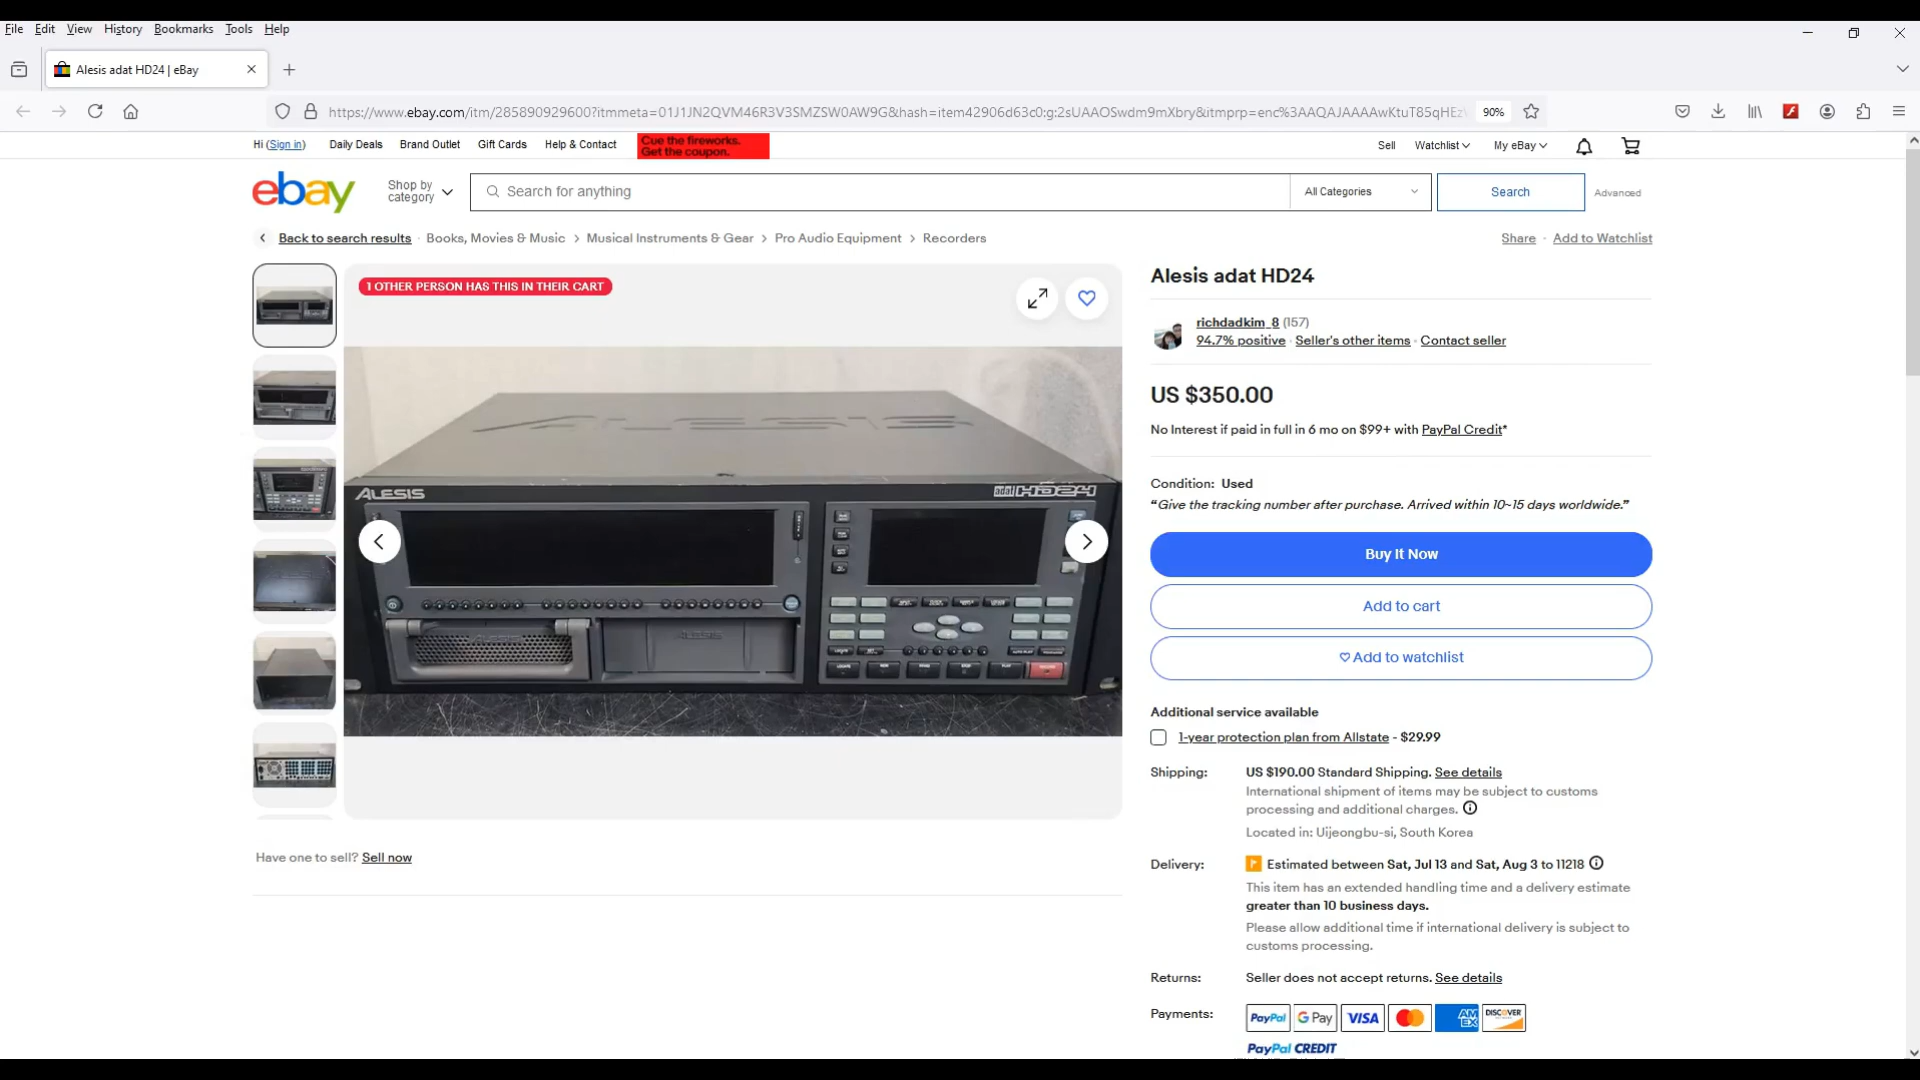 File Edit View History Bookmarks Tools Help
Alesis adat HD24 | eBay
https://www.ebay.com/itm/285890929600?itmmeta=01J1JN2QVM46R3V3SMZSW0AW9G&hash=item42906d63c0:g:2sUAAOSwdm9mXbry&itmprp=enc%3AAQAJAAAAwKtuT85qHEz
90%
Hi (Sign in) Daily Deals Brand Outlet Gift Cards Help & Contact
Cue the fireworks.
Get the coupon.
Sell Watchlist My eBay
ebay
Shop by
category
Search for anything
All Categories
Search
Advanced
Back to search results · Books, Movies & Music > Musical Instruments & Gear > Pro Audio Equipment > Recorders
Share · Add to Watchlist
1 OTHER PERSON HAS THIS IN THEIR CART
ALESIS
ALESIS
adat HD24
ALESIS
ALESIS
Have one to sell? Sell now
Alesis adat HD24
richdadkim_8 (157)
94.7% positive · Seller's other items · Contact seller
US $350.00
No Interest if paid in full in 6 mo on $99+ with PayPal Credit*
Condition: Used
“Give the tracking number after purchase. Arrived within 10~15 days worldwide.”
Buy It Now
Add to cart
Add to watchlist
Additional service available
1-year protection plan from Allstate - $29.99
Shipping: US $190.00 Standard Shipping. See details
International shipment of items may be subject to customs
processing and additional charges.
Located in: Uijeongbu-si, South Korea
Delivery: Estimated between Sat, Jul 13 and Sat, Aug 3 to 11218
This item has an extended handling time and a delivery estimate
greater than 10 business days.
Please allow additional time if international delivery is subject to
customs processing.
Returns: Seller does not accept returns. See details
Payments: PayPal G Pay VISA AM EX DISCOVER
PayPal CREDIT